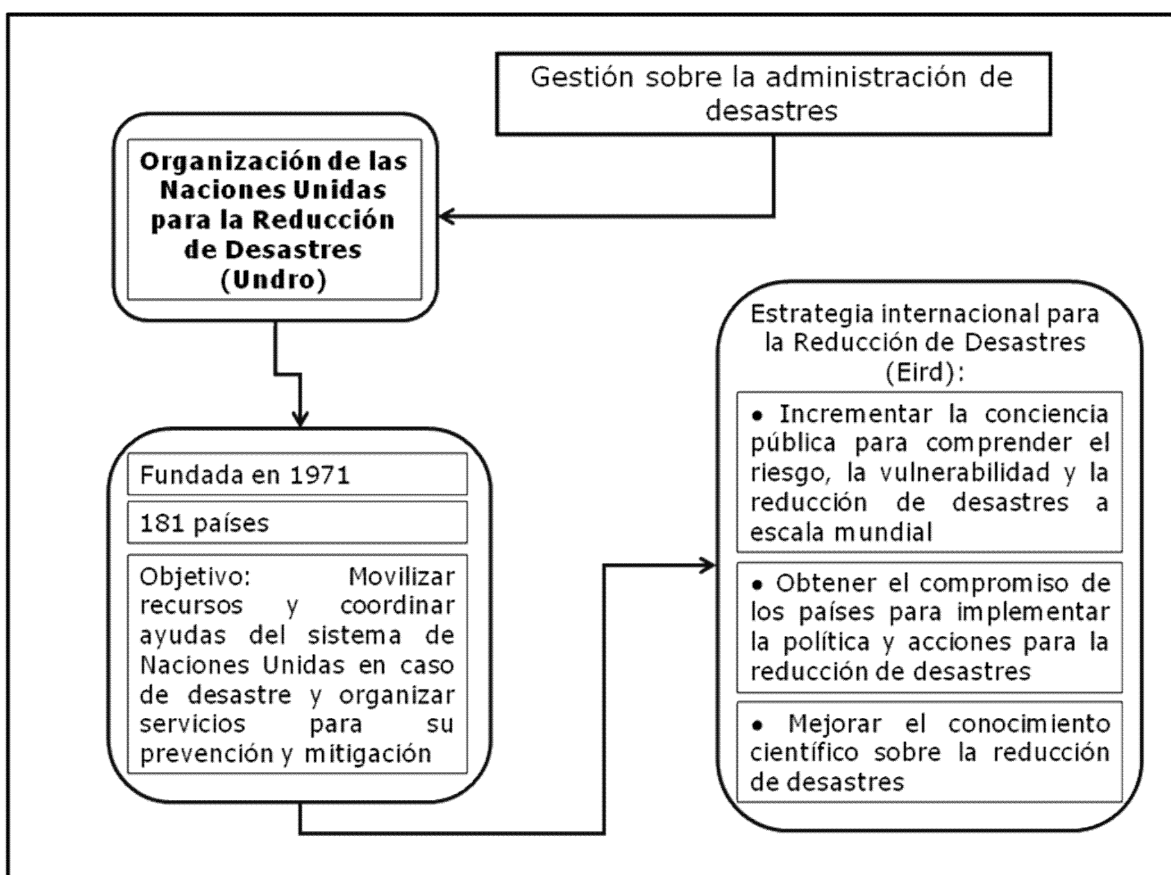 Gestión sobre la administración de
desastres
Organización de las
Naciones Unidas
para la Reducción
de Desastres
(Undro)
Fundada en 1971
181 países
Objetivo: Movilizar
recursos y coordinar
ayudas del sistema de
Naciones Unidas en caso
de desastre y organizar
servicios para su
prevención y mitigación
Estrategia internacional para
la Reducción de Desastres
(Eird):
• Incrementar la conciencia
pública para comprender el
riesgo, la vulnerabilidad y la
reducción de desastres a
escala mundial
• Obtener el compromiso de
los países para implementar
la política y acciones para la
reducción de desastres
• Mejorar el conocimiento
científico sobre la reducción
de desastres